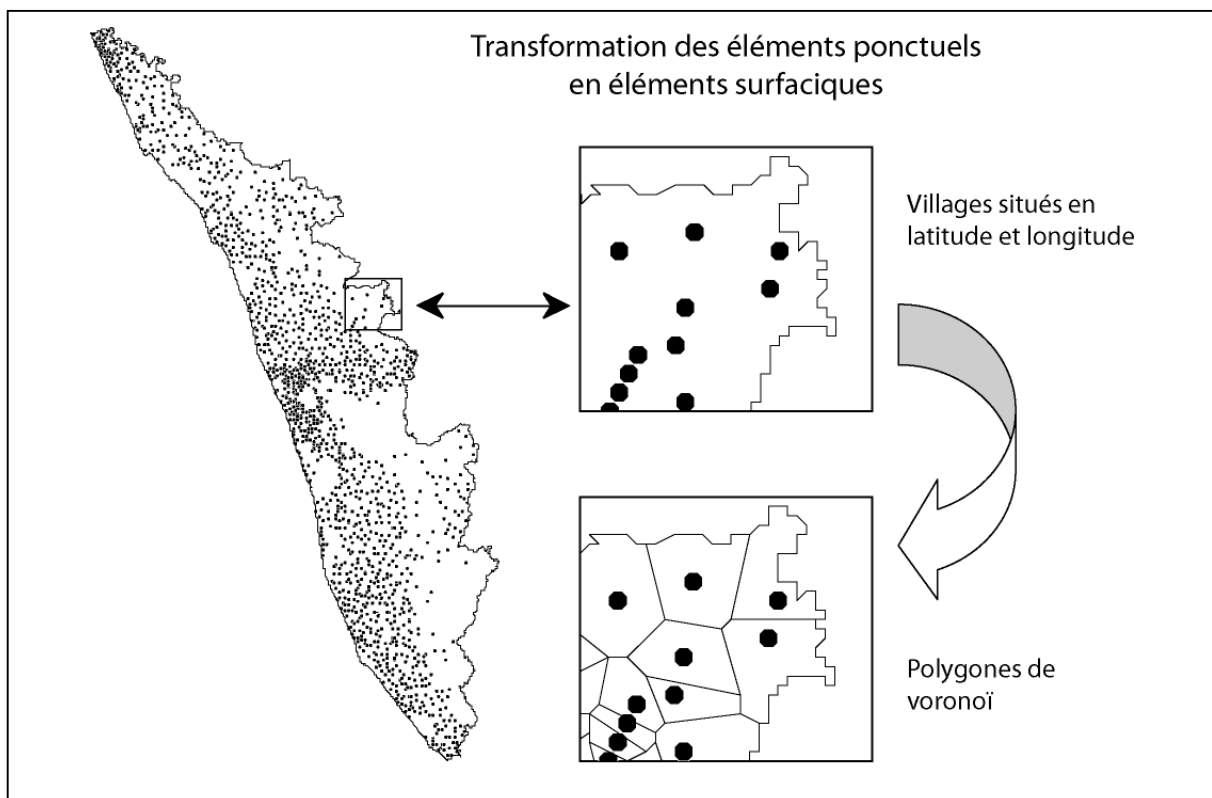 Transformation des éléments ponctuels
en éléments surfaciques
Villages situés en
latitude et longitude
Polygones de
voronoï